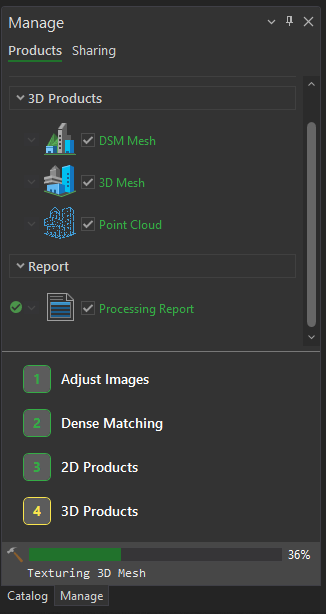 Manage
Products Sharing
3D Products
DSM Mesh
3D Mesh
Point Cloud
Report
Processing Report
1 Adjust Images
2 Dense Matching
3 2D Products
4 3D Products
36%
Texturing 3D Mesh
Catalog Manage